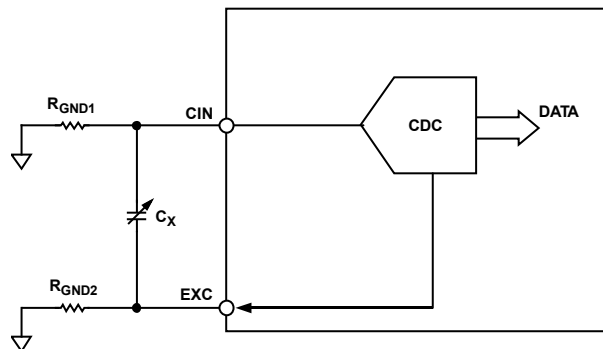 RGND1
CIN
CDC
DATA
CX
RGND2
EXC